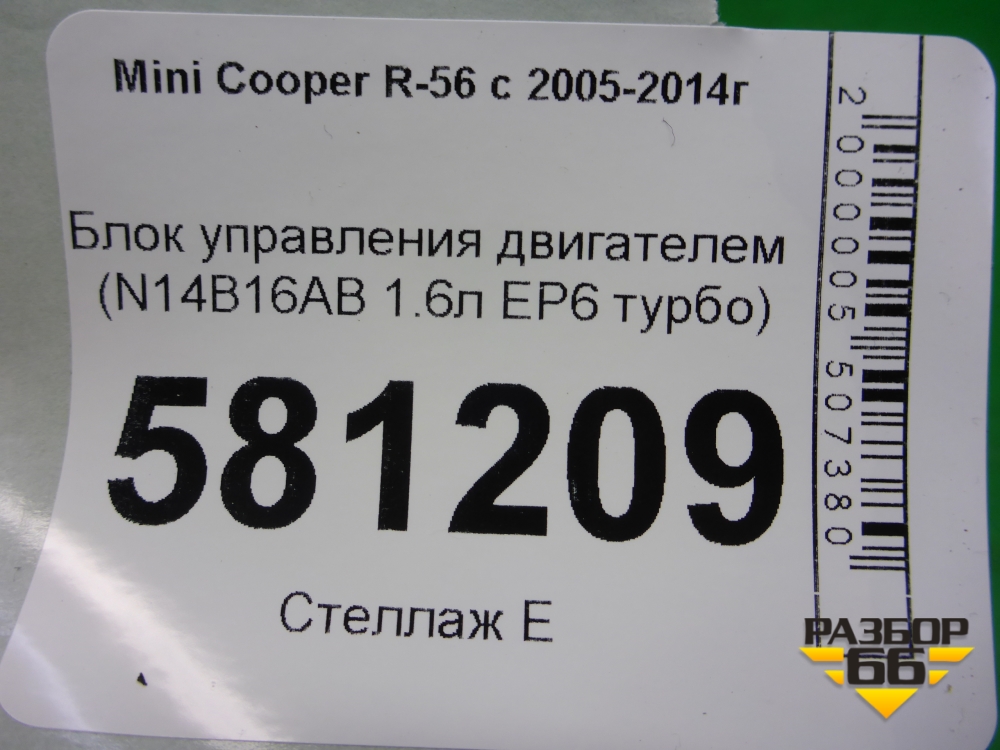 Mini Cooper R-56 с 2005-2014г
Блок управления двигателем
(N14B16AB 1.6л EP6 турбо)
581209
Стеллаж Е
2000005507380
РАЗБОР
66